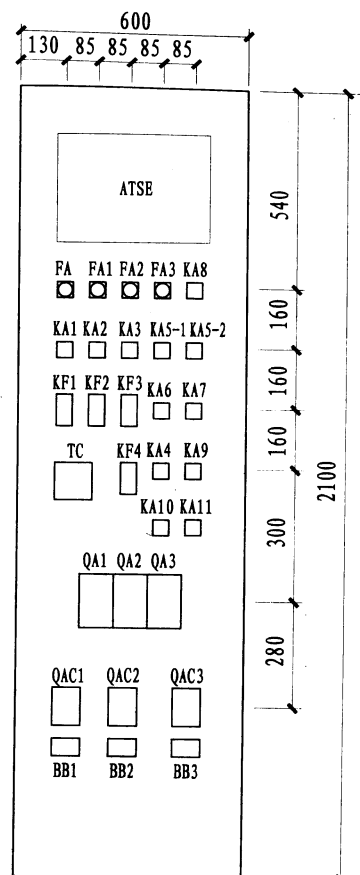 600
130 85 85 85 85
ATSE
540
FA FA1 FA2 FA3 KA8
160
KA1 KA2 KA3 KA5-1 KA5-2
160
KF1 KF2 KF3 KA6 KA7
160
TC KF4 KA4 KA9
2100
KA10 KA11
300
QA1 QA2 QA3
280
QAC1 QAC2 QAC3
BB1 BB2 BB3